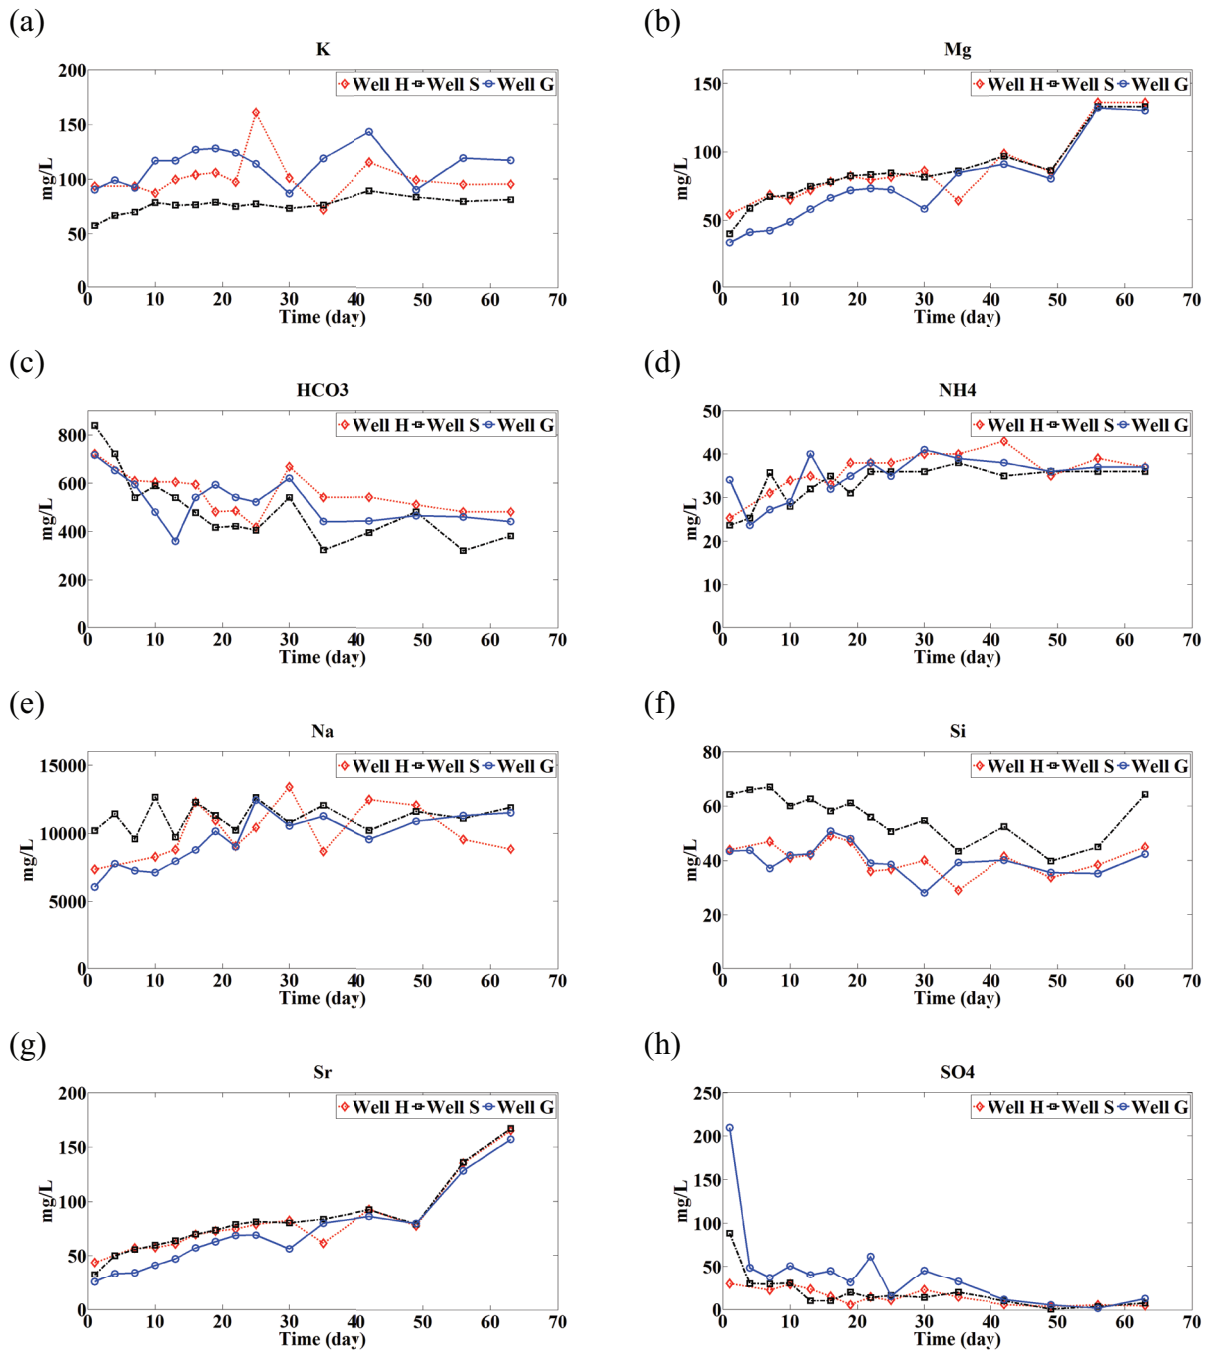 (a)
K
200
150
100
50
0
mg/L
Well H Well S Well G
0 10 20 30 40 50 60 70
Time (day)
(b)
Mg
150
100
50
0
mg/L
Well H Well S Well G
0 10 20 30 40 50 60 70
Time (day)
(c)
HCO3
800
600
400
200
0
mg/L
Well H Well S Well G
0 10 20 30 40 50 60 70
Time (day)
(d)
NH4
50
40
30
20
10
0
mg/L
Well H Well S Well G
0 10 20 30 40 50 60 70
Time (day)
(e)
Na
15000
10000
5000
0
mg/L
Well H Well S Well G
0 10 20 30 40 50 60 70
Time (day)
(f)
Si
80
60
40
20
0
mg/L
Well H Well S Well G
0 10 20 30 40 50 60 70
Time (day)
(g)
Sr
200
150
100
50
0
mg/L
Well H Well S Well G
0 10 20 30 40 50 60 70
Time (day)
(h)
SO4
250
200
150
100
50
0
mg/L
Well H Well S Well G
0 10 20 30 40 50 60 70
Time (day)